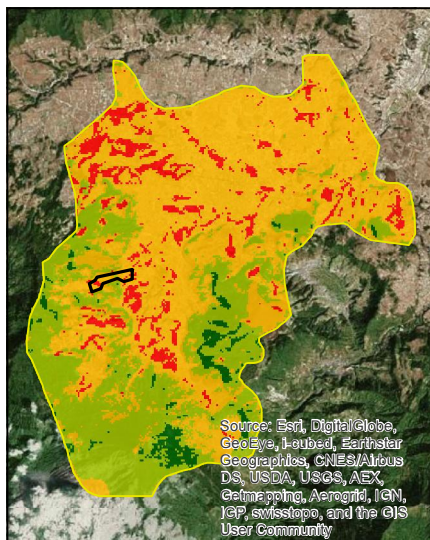 Source: Esri, DigitalGlobe,
GeoEye, i-cubed, Earthstar
Geographics, CNES/Airbus
DS, USDA, USGS, AEX,
Getmapping, Aerogrid, IGN,
IGP, swisstopo, and the GIS
User Community